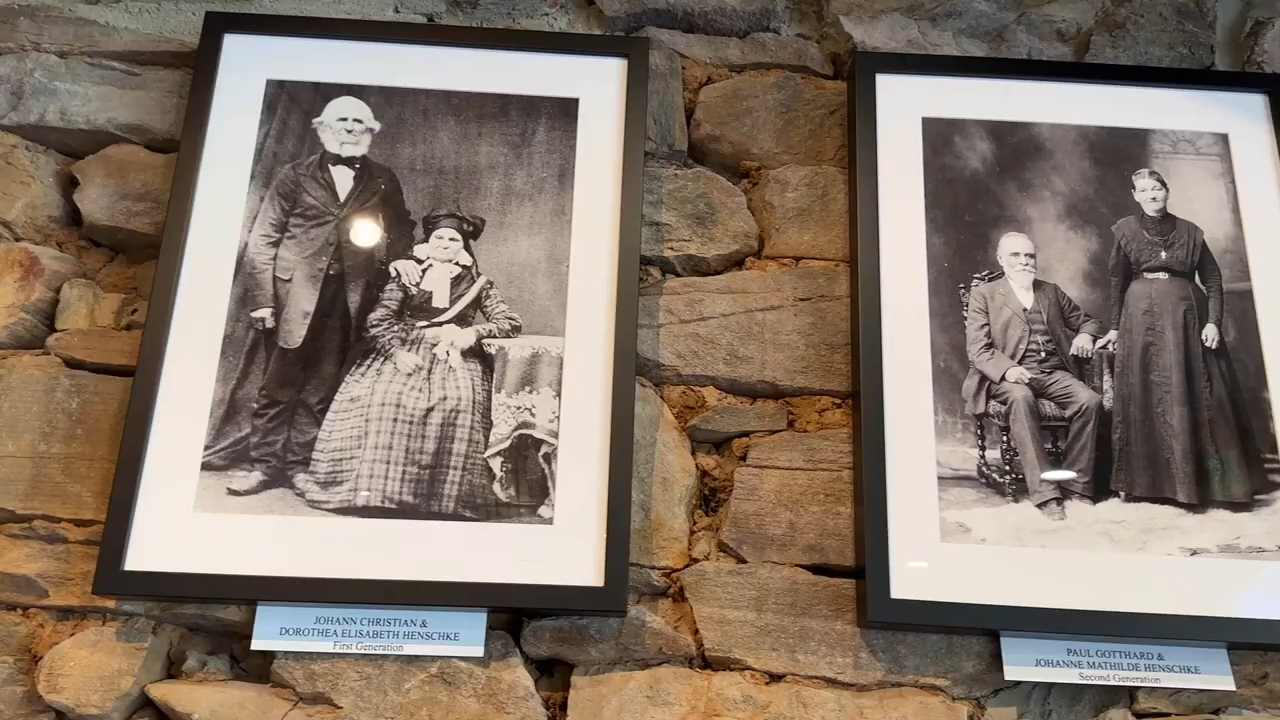 JOHANN CHRISTIAN &
DOROTHEA ELISABETH HENSCHKE
First Generation
PAUL GOTTHARD &
JOHANNE MATHILDE HENSCHKE
Second Generation